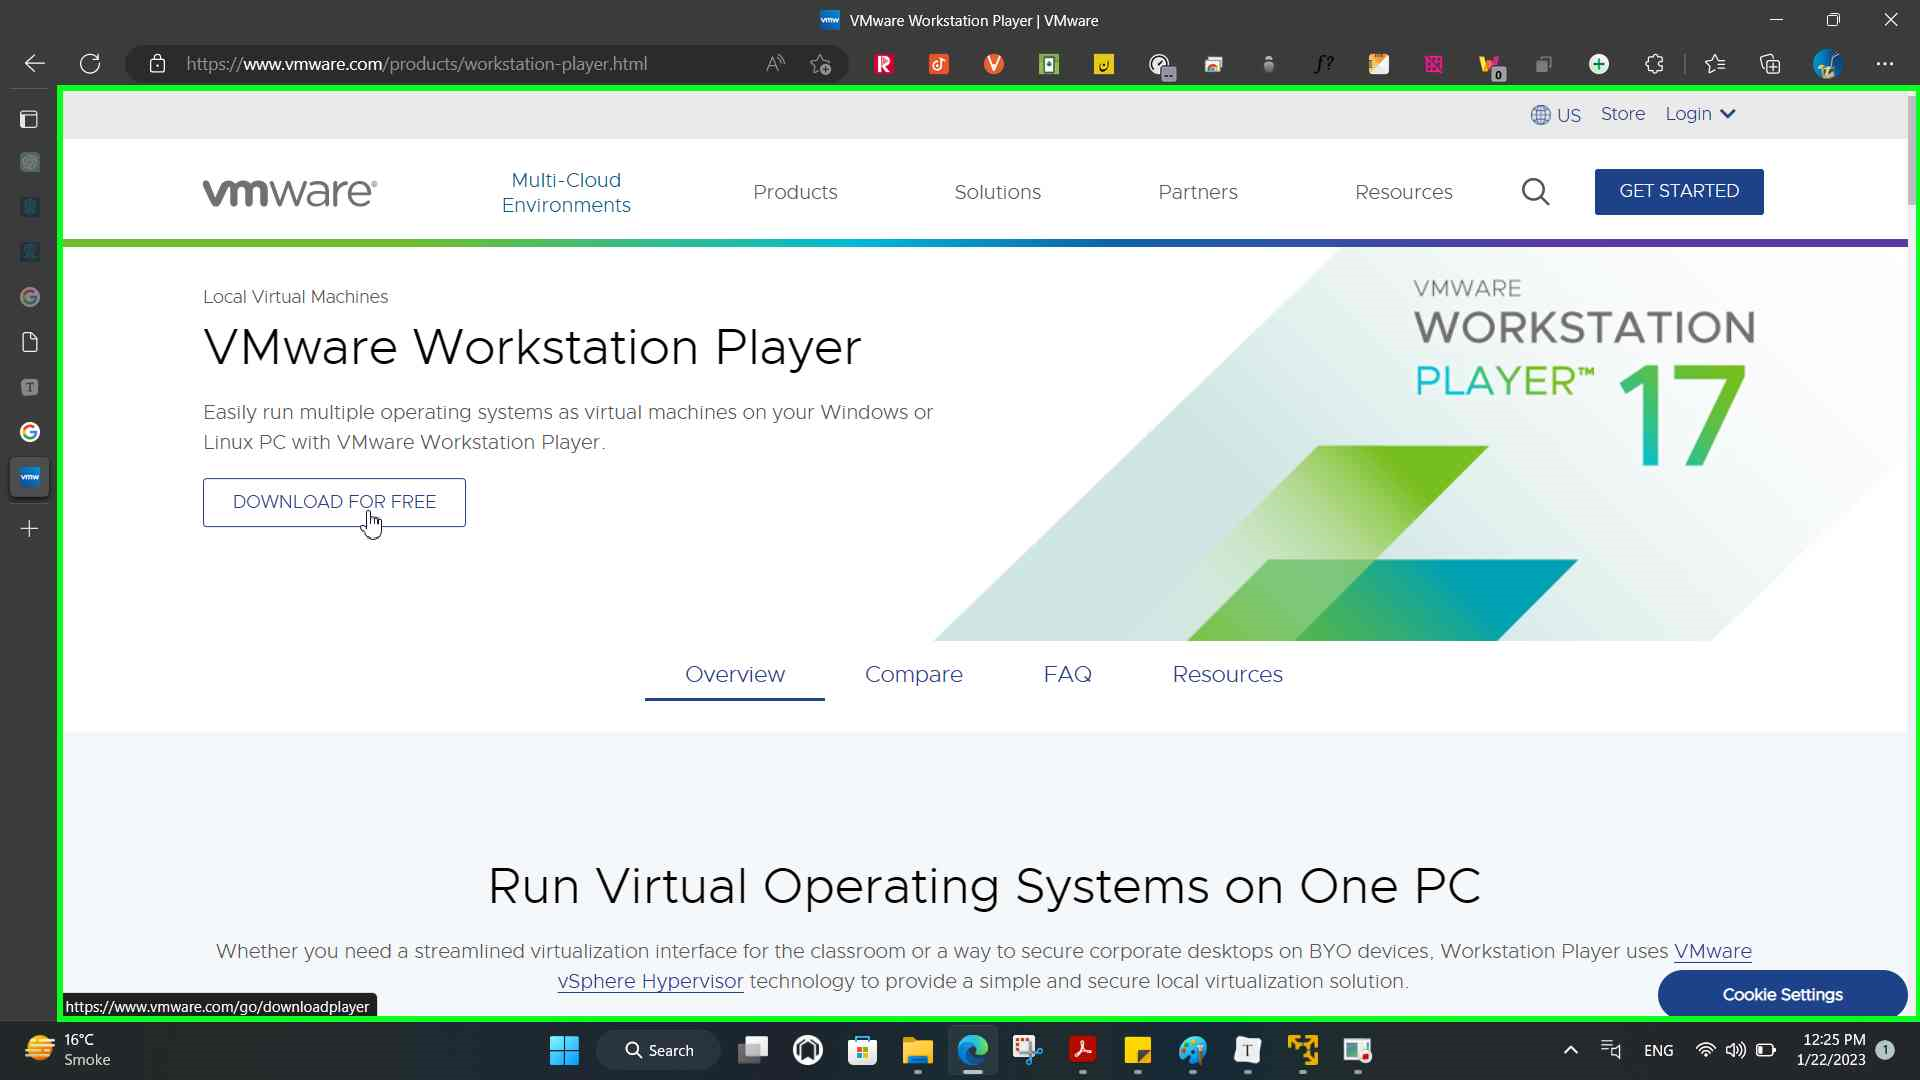 VMware Workstation Player | VMware
https://www.vmware.com/products/workstation-player.html
US Store Login
vmware®
Multi-Cloud
Environments
Products
Solutions
Partners
Resources
GET STARTED
Local Virtual Machines
VMware Workstation Player
Easily run multiple operating systems as virtual machines on your Windows or
Linux PC with VMware Workstation Player.
DOWNLOAD FOR FREE
VMWARE
WORKSTATION
PLAYER™ 17
Overview Compare FAQ Resources
Run Virtual Operating Systems on One PC
Whether you need a streamlined virtualization interface for the classroom or a way to secure corporate desktops on BYO devices, Workstation Player uses VMware
vSphere Hypervisor technology to provide a simple and secure local virtualization solution.
Cookie Settings
https://www.vmware.com/go/downloadplayer
16°C
Smoke
Search
ENG
12:25 PM
1/22/2023
1